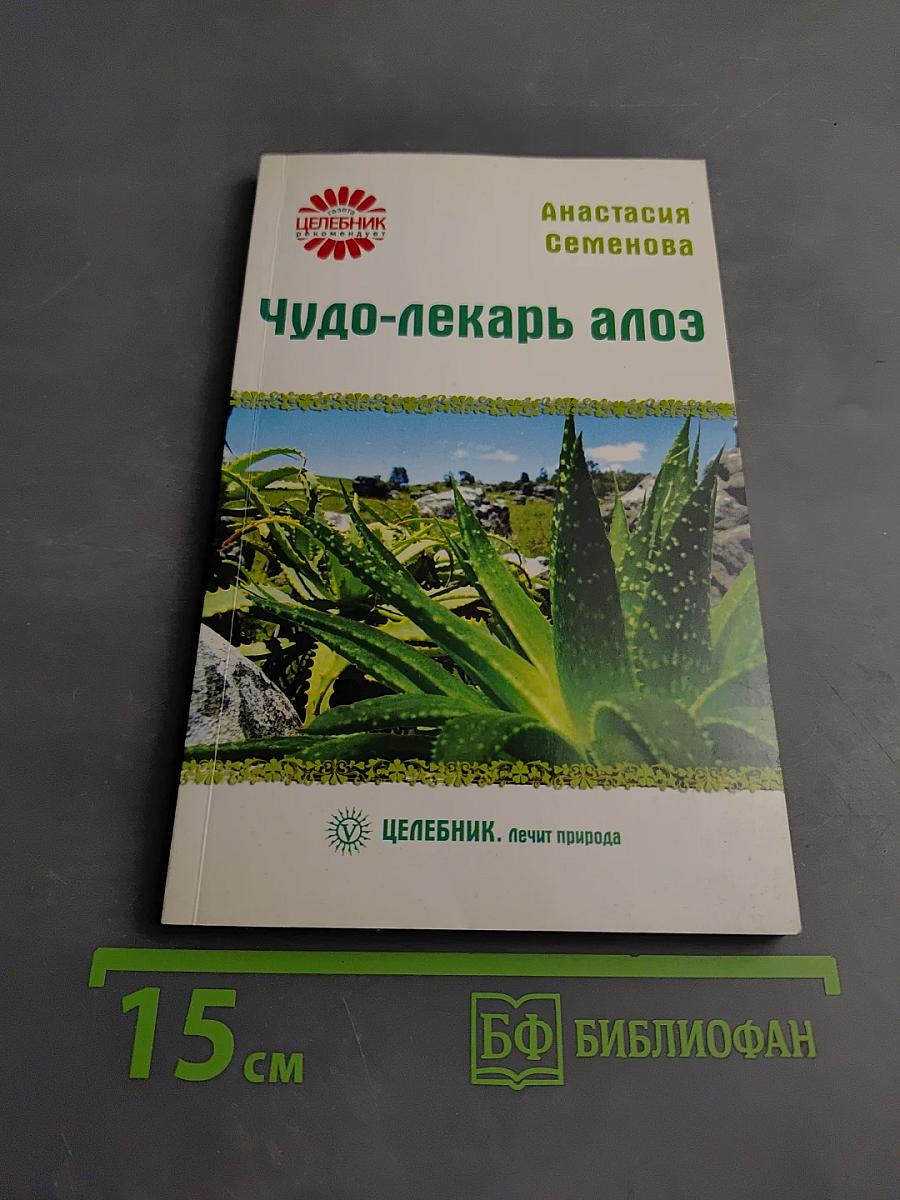 газета
ЦЕЛЕБНИК
рекомендует
Анастасия
Семенова
Чудо-лекарь алоэ
V
ЦЕЛЕБНИК. лечит природа
15 см
БФ БИБЛИОФАН